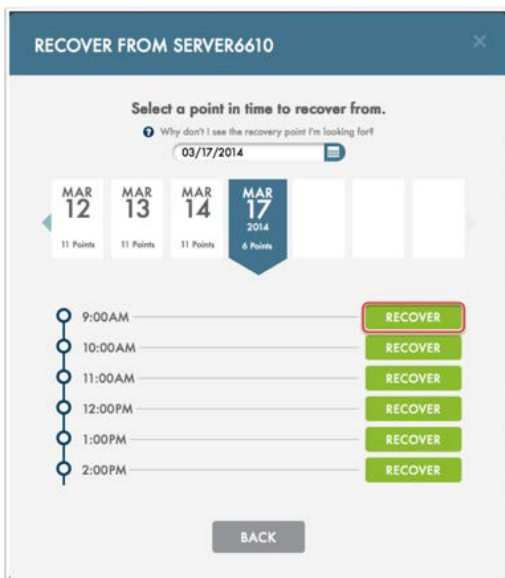 RECOVER FROM SERVER6610
Select a point in time to recover from.
Why don't I see the recovery point I'm looking for?
03/17/2014
MAR MAR MAR MAR
12 13 14 17
2014
11 Points 11 Points 11 Points 6 Points
9:00AM RECOVER
10:00AM RECOVER
11:00AM RECOVER
12:00PM RECOVER
1:00PM RECOVER
2:00PM RECOVER
BACK